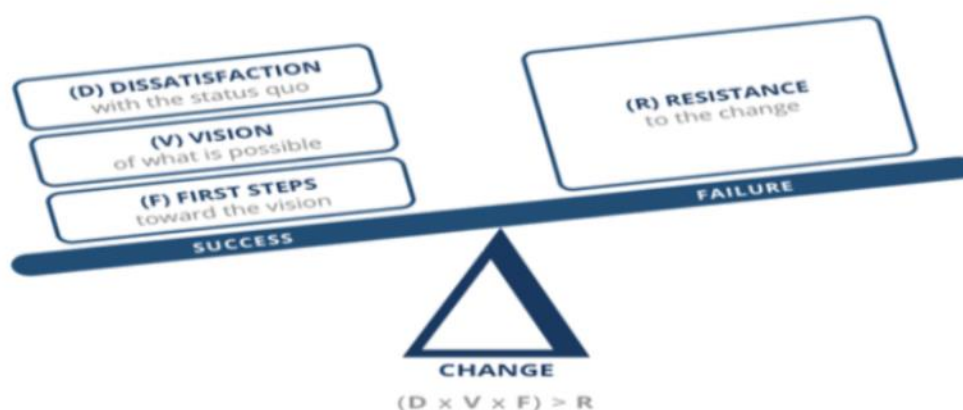 (D) DISSATISFACTION
with the status quo
(V) VISION
of what is possible
(F) FIRST STEPS
toward the vision
SUCCESS
(R) RESISTANCE
to the change
FAILURE
CHANGE
(D x V x F) > R